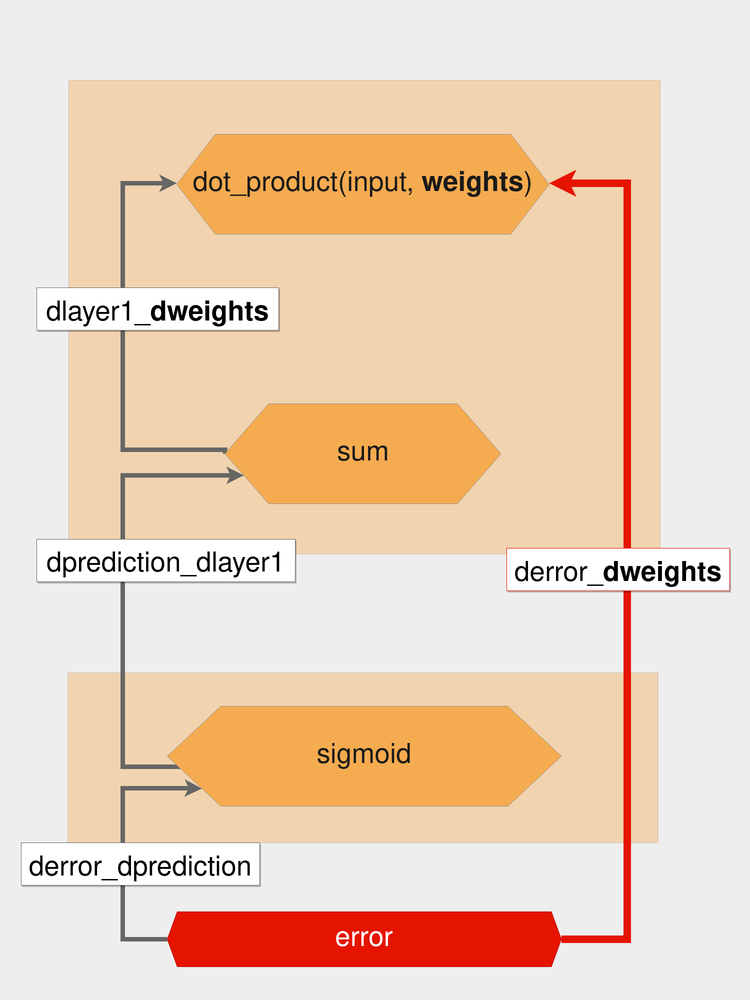 dot_product(input, weights)
dlayer1_dweights
sum
dprediction_dlayer1
derror_dweights
sigmoid
derror_dprediction
error